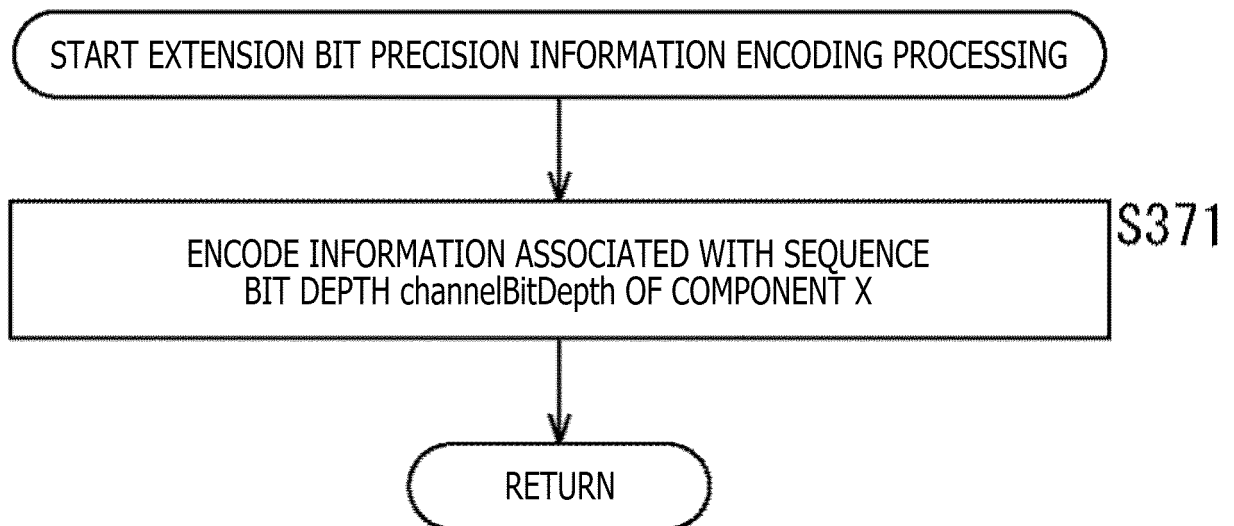 START EXTENSION BIT PRECISION INFORMATION ENCODING PROCESSING
S371
ENCODE INFORMATION ASSOCIATED WITH SEQUENCE
BIT DEPTH channelBitDepth OF COMPONENT X
RETURN